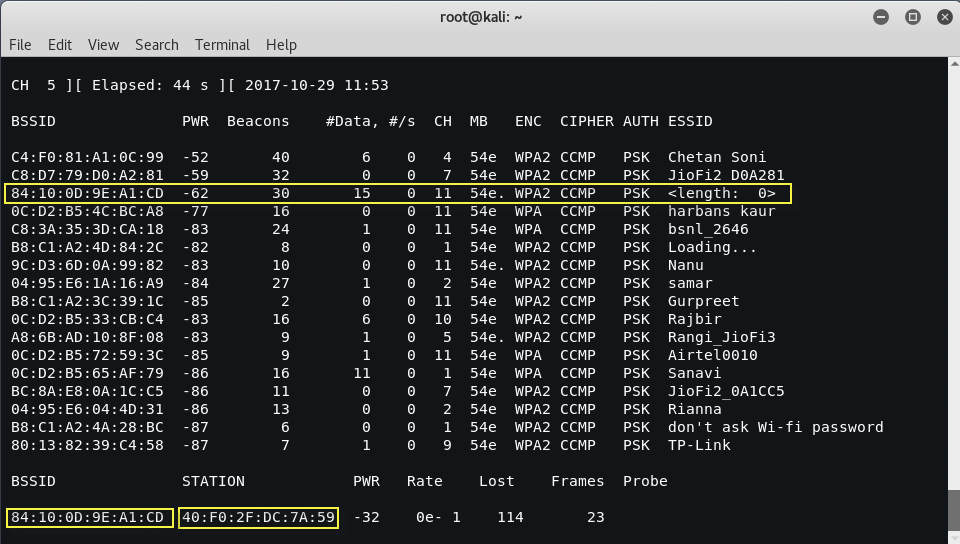 root@kali: ~
File Edit View Search Terminal Help
CH 5 ][ Elapsed: 44 s ][ 2017-10-29 11:53
BSSID PWR Beacons #Data, #/s CH MB ENC CIPHER AUTH ESSID
C4:F0:81:A1:0C:99 -52 40 6 0 4 54e WPA2 CCMP PSK Chetan Soni
C8:D7:79:D0:A2:81 -59 32 0 0 7 54e WPA2 CCMP PSK JioFi2_D0A281
84:10:0D:9E:A1:CD -62 30 15 0 11 54e. WPA2 CCMP PSK <length: 0>
0C:D2:B5:4C:BC:A8 -77 16 0 0 11 54e WPA CCMP PSK harbans kaur
C8:3A:35:3D:CA:18 -83 24 1 0 11 54e WPA CCMP PSK bsnl_2646
B8:C1:A2:4D:84:2C -82 8 0 0 1 54e WPA2 CCMP PSK Loading...
9C:D3:6D:0A:99:82 -83 10 0 0 11 54e. WPA2 CCMP PSK Nanu
04:95:E6:1A:16:A9 -84 27 1 0 2 54e WPA2 CCMP PSK samar
B8:C1:A2:3C:39:1C -85 2 0 0 11 54e WPA2 CCMP PSK Gurpreet
0C:D2:B5:33:CB:C4 -83 16 6 0 10 54e WPA2 CCMP PSK Rajbir
A8:6B:AD:10:8F:08 -83 9 1 0 5 54e. WPA2 CCMP PSK Rangi_JioFi3
0C:D2:B5:72:59:3C -85 9 1 0 11 54e WPA CCMP PSK Airtel0010
0C:D2:B5:65:AF:79 -86 16 11 0 1 54e WPA CCMP PSK Sanavi
BC:8A:E8:0A:1C:C5 -86 11 0 0 7 54e WPA2 CCMP PSK JioFi2_0A1CC5
04:95:E6:04:4D:31 -86 13 0 0 2 54e WPA2 CCMP PSK Rianna
B8:C1:A2:4A:28:BC -87 6 0 0 1 54e WPA2 CCMP PSK don't ask Wi-fi password
80:13:82:39:C4:58 -87 7 1 0 9 54e WPA2 CCMP PSK TP-Link
BSSID STATION PWR Rate Lost Frames Probe
84:10:0D:9E:A1:CD 40:F0:2F:DC:7A:59 -32 0e- 1 114 23